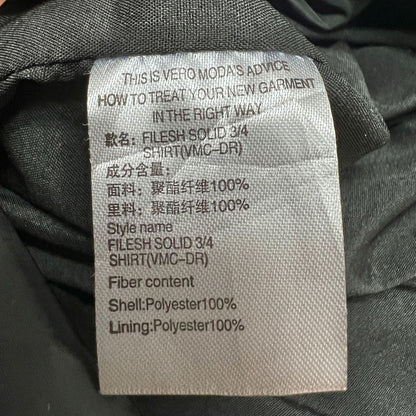 THIS IS VERO MODA'S ADVICE
HOW TO TREAT YOUR NEW GARMENT
IN THE RIGHT WAY
款名: FILESH SOLID 3/4
SHIRT(VMC-DR)
成分含量:
面料: 聚酯纤维100%
里料: 聚酯纤维100%
Style name
FILESH SOLID 3/4
SHIRT(VMC-DR)
Fiber content
Shell:Polyester100%
Lining:Polyester100%